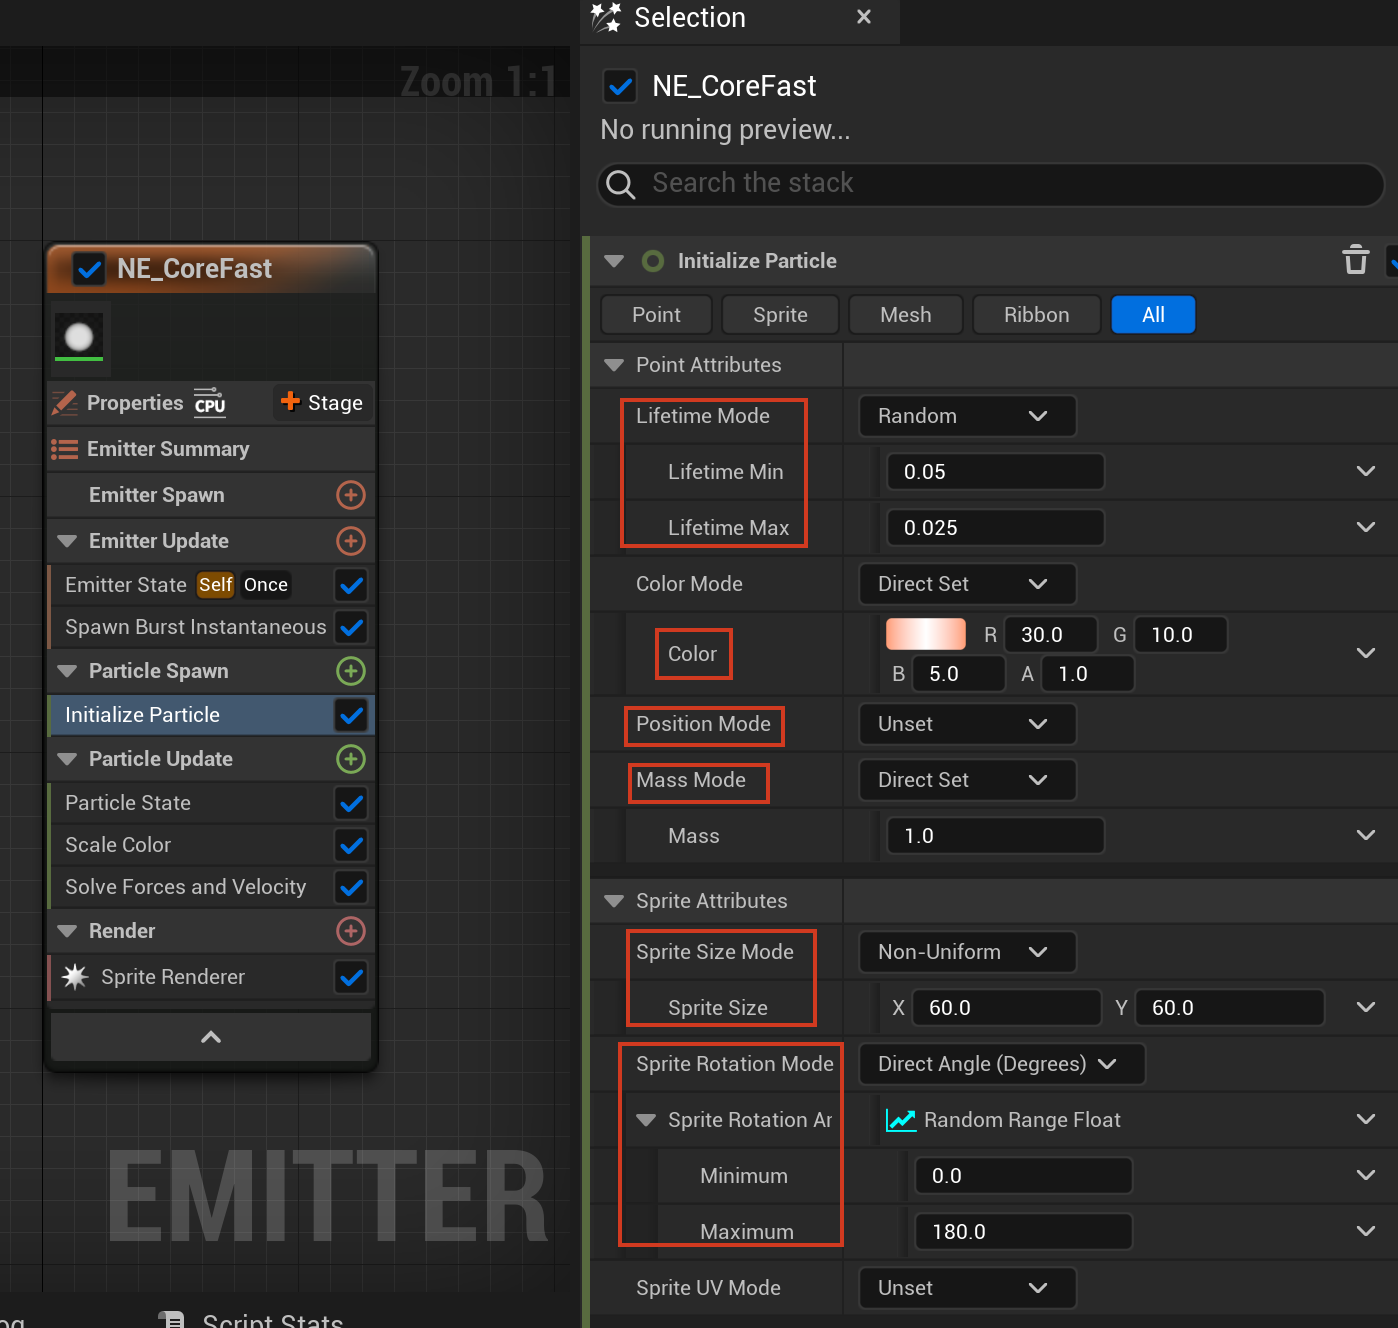 Zoom 1:1
NE_CoreFast
Properties CPU + Stage
Emitter Summary
Emitter Spawn
Emitter Update
Emitter State Self Once
Spawn Burst Instantaneous
Particle Spawn
Initialize Particle
Particle Update
Particle State
Scale Color
Solve Forces and Velocity
Render
Sprite Renderer
EMITTER
Script Stats
Selection
NE_CoreFast
No running preview...
Search the stack
Initialize Particle
Point Sprite Mesh Ribbon All
Point Attributes
Lifetime Mode Random
Lifetime Min 0.05
Lifetime Max 0.025
Color Mode Direct Set
Color R 30.0 G 10.0
B 5.0 A 1.0
Position Mode Unset
Mass Mode Direct Set
Mass 1.0
Sprite Attributes
Sprite Size Mode Non-Uniform
Sprite Size X 60.0 Y 60.0
Sprite Rotation Mode Direct Angle (Degrees)
Sprite Rotation Ar Random Range Float
Minimum 0.0
Maximum 180.0
Sprite UV Mode Unset